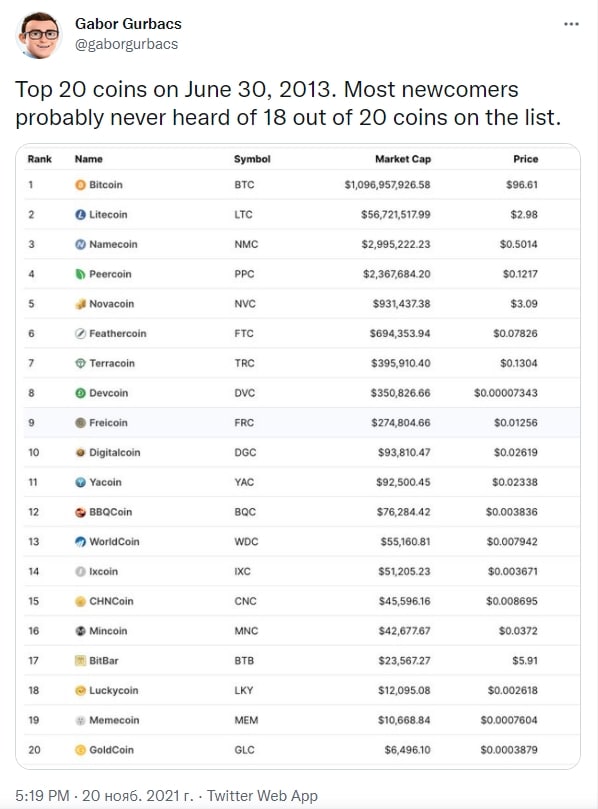 Gabor Gurbacs
@gaborgurbacs
Top 20 coins on June 30, 2013. Most newcomers
probably never heard of 18 out of 20 coins on the list.
Rank Name Symbol Market Cap Price
1 Bitcoin BTC $1,096,957,926.58 $96.61
2 Litecoin LTC $56,721,517.99 $2.98
3 Namecoin NMC $2,995,222.23 $0.5014
4 Peercoin PPC $2,367,684.20 $0.1217
5 Novacoin NVC $931,437.38 $3.09
6 Feathercoin FTC $694,353.94 $0.07826
7 Terracoin TRC $395,910.40 $0.1304
8 Devcoin DVC $350,826.66 $0.00007343
9 Freicoin FRC $274,804.66 $0.01256
10 Digitalcoin DGC $93,810.47 $0.02619
11 Yacoin YAC $92,500.45 $0.02338
12 BBQCoin BQC $76,284.42 $0.003836
13 WorldCoin WDC $55,160.81 $0.007942
14 Ixcoin IXC $51,205.23 $0.003671
15 CHNCoin CNC $45,596.16 $0.008695
16 Mincoin MNC $42,677.67 $0.0372
17 BitBar BTB $23,567.27 $5.91
18 Luckycoin LKY $12,095.08 $0.002618
19 Memecoin MEM $10,668.84 $0.0007604
20 GoldCoin GLC $6,496.10 $0.0003879
5:19 PM · 20 нояб. 2021 г. · Twitter Web App